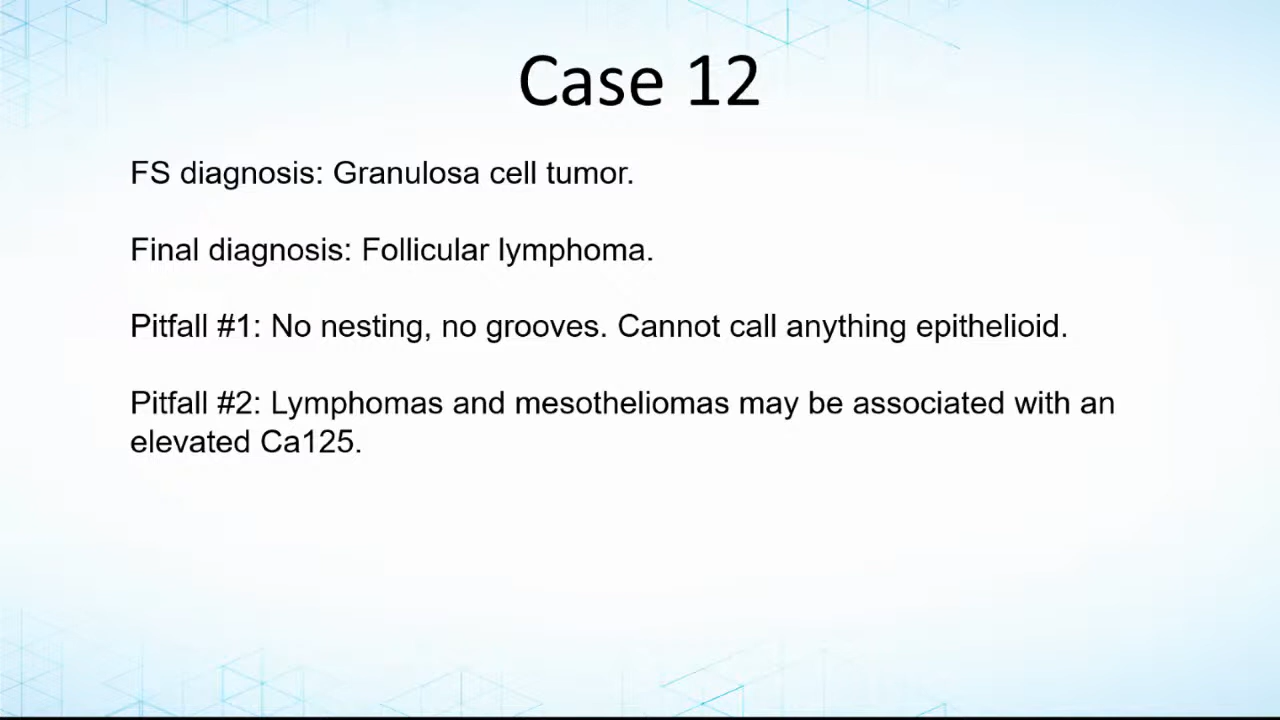 Case 12
FS diagnosis: Granulosa cell tumor.
Final diagnosis: Follicular lymphoma.
Pitfall #1: No nesting, no grooves. Cannot call anything epithelioid.
Pitfall #2: Lymphomas and mesotheliomas may be associated with an
elevated Ca125.